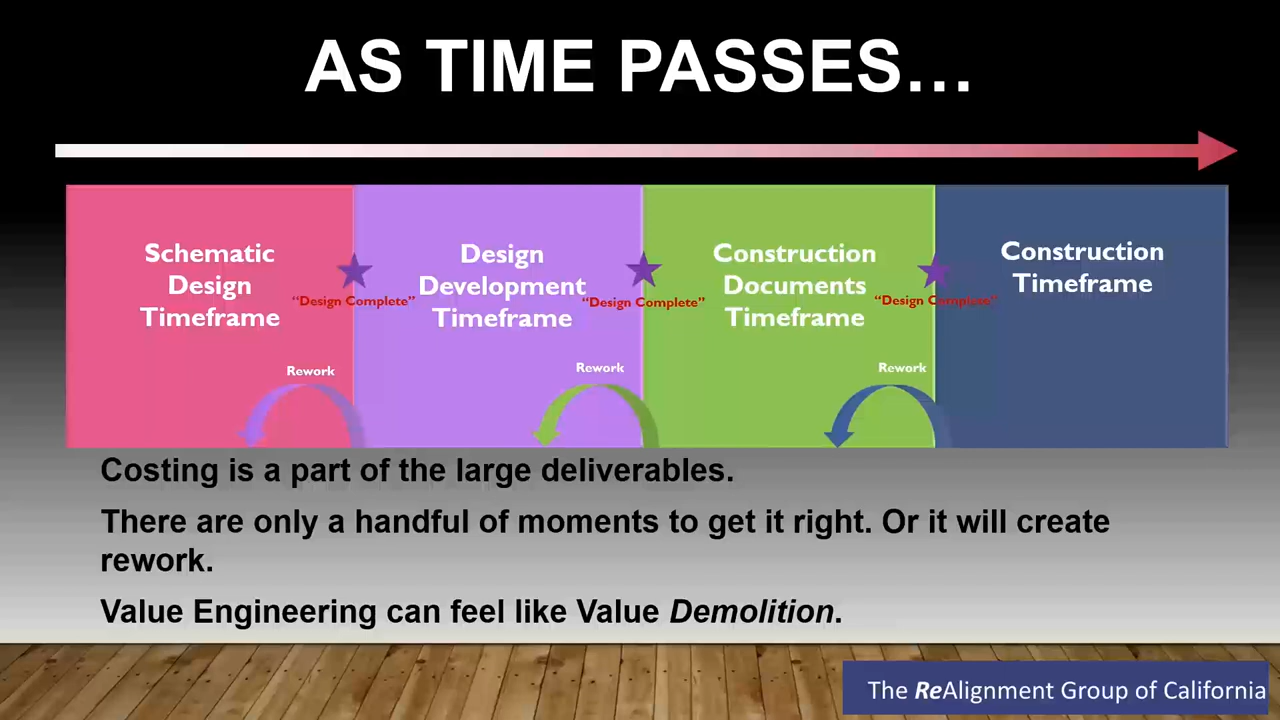 AS TIME PASSES…
Schematic
Design
Timeframe
"Design Complete"
Rework
Design
Development
Timeframe
"Design Complete"
Rework
Construction
Documents
Timeframe
"Design Complete"
Rework
Construction
Timeframe
Costing is a part of the large deliverables.
There are only a handful of moments to get it right. Or it will create
rework.
Value Engineering can feel like Value Demolition.
The ReAlignment Group of California